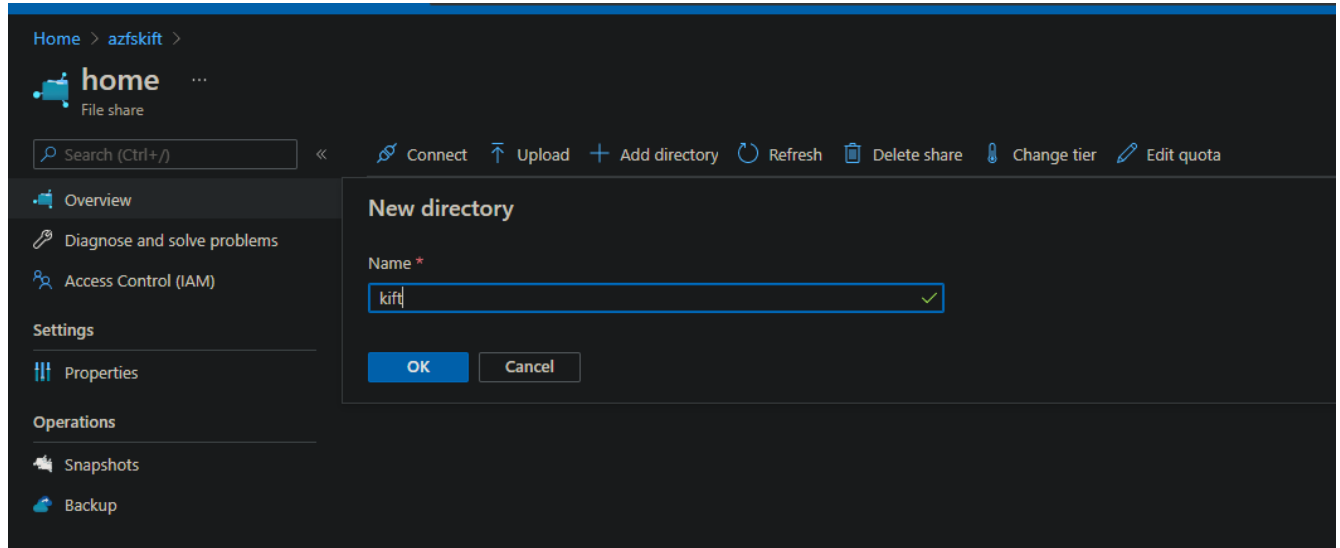 Home > azfskift >
home ...
File share
Search (Ctrl+/)
«
Connect Upload Add directory Refresh Delete share Change tier Edit quota
Overview
Diagnose and solve problems
Access Control (IAM)
Settings
Properties
Operations
Snapshots
Backup
New directory
Name *
kift
OK Cancel